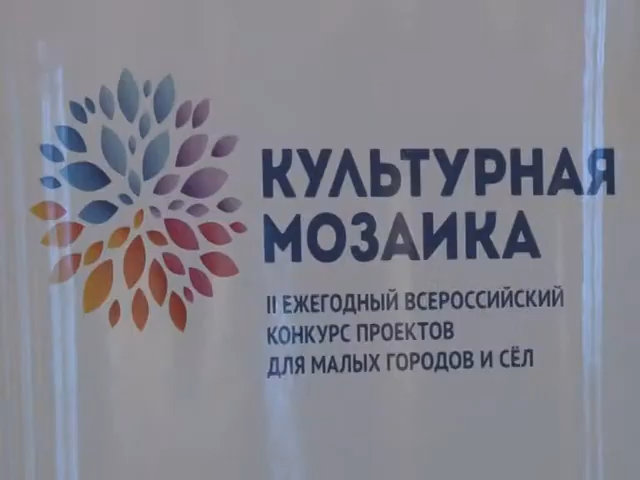 КУЛЬТУРНАЯ
МОЗАИКА
II ЕЖЕГОДНЫЙ ВСЕРОССИЙСКИЙ
КОНКУРС ПРОЕКТОВ
ДЛЯ МАЛЫХ ГОРОДОВ И СЁЛ